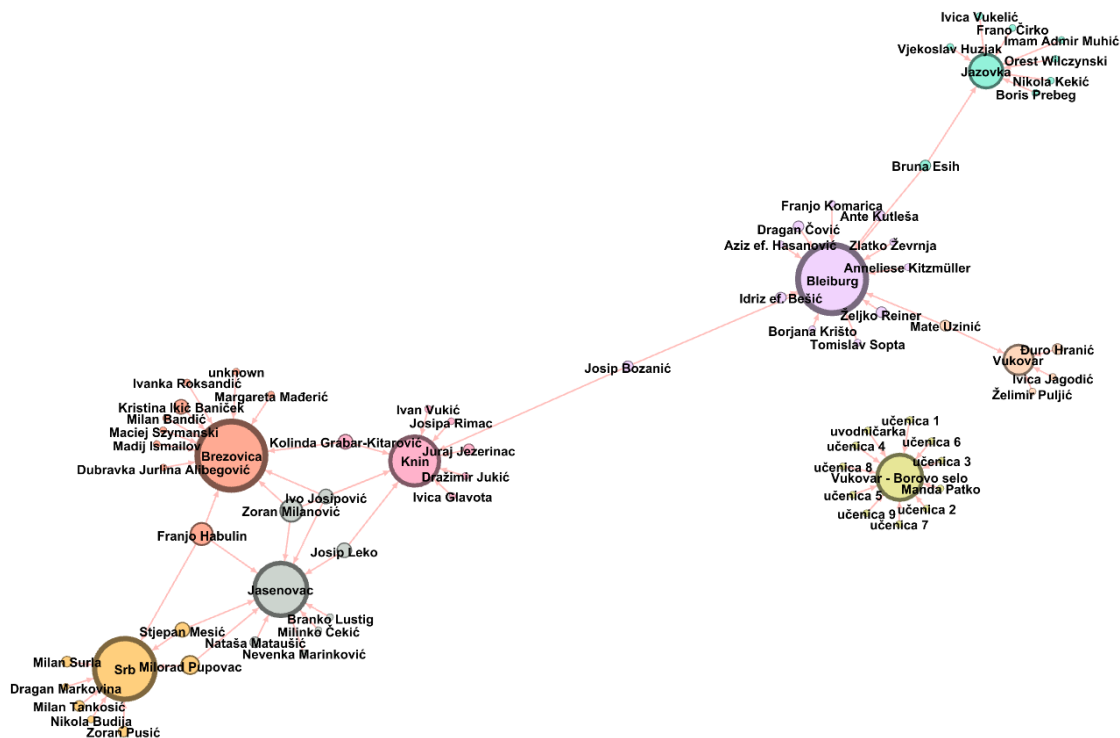 Ivica Vukelić
Frano Čirko
Imam Admir Muhić
Vjekoslav Huzjak
Orest Wilczynski
Jazovka
Nikola Kekić
Boris Prebeg
Bruna Esih
Franjo Komarica
Ante Kutleša
Dragan Čović
Aziz ef. Hasanović
Zlatko Ževrnja
Anneliese Kitzmüller
Bleiburg
Idriz ef. Bešić
Željko Reiner
Mate Uzinić
Borjana Krišto
Tomislav Sopta
Đuro Hranić
Vukovar
Ivica Jagodić
Želimir Puljić
Josip Bozanić
unknown
Ivanka Roksandić
Margareta Mađerić
Kristina Ikić Baniček
Milan Bandić
Maciej Szymanski
Madij Ismailov
Brezovica
Dubravka Jurlina Alibegović
Ivan Vukić
Josipa Rimac
Kolinda Grabar-Kitarović
Juraj Jezerinac
Knin
Dražimir Jukić
Ivica Glavota
učenica 1
uvodničarka
učenica 6
učenica 4
učenica 3
učenica 8
Vukovar - Borovo selo
Manda Patko
učenica 5
učenica 2
učenica 9
učenica 7
Ivo Josipović
Zoran Milanović
Franjo Habulin
Josip Leko
Jasenovac
Branko Lustig
Stjepan Mesić
Milinko Čekić
Nataša Mataušić
Nevenka Marinković
Milan Surla
Srb
Milorad Pupovac
Dragan Markovina
Milan Tankosić
Nikola Budija
Zoran Pusić